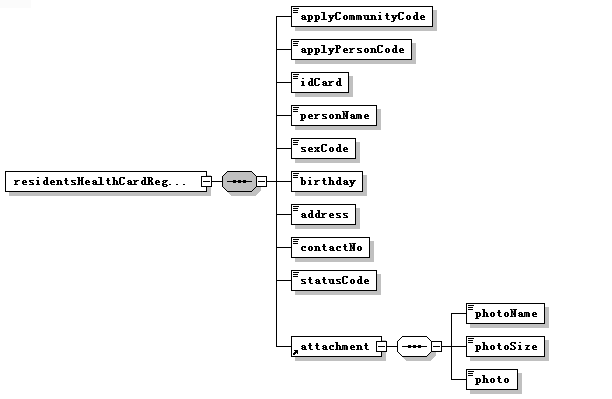 applyCommunityCode
applyPersonCode
idCard
personName
sexCode
residentsHealthCardReg...
birthday
address
contactNo
statusCode
photoName
attachment
photoSize
photo